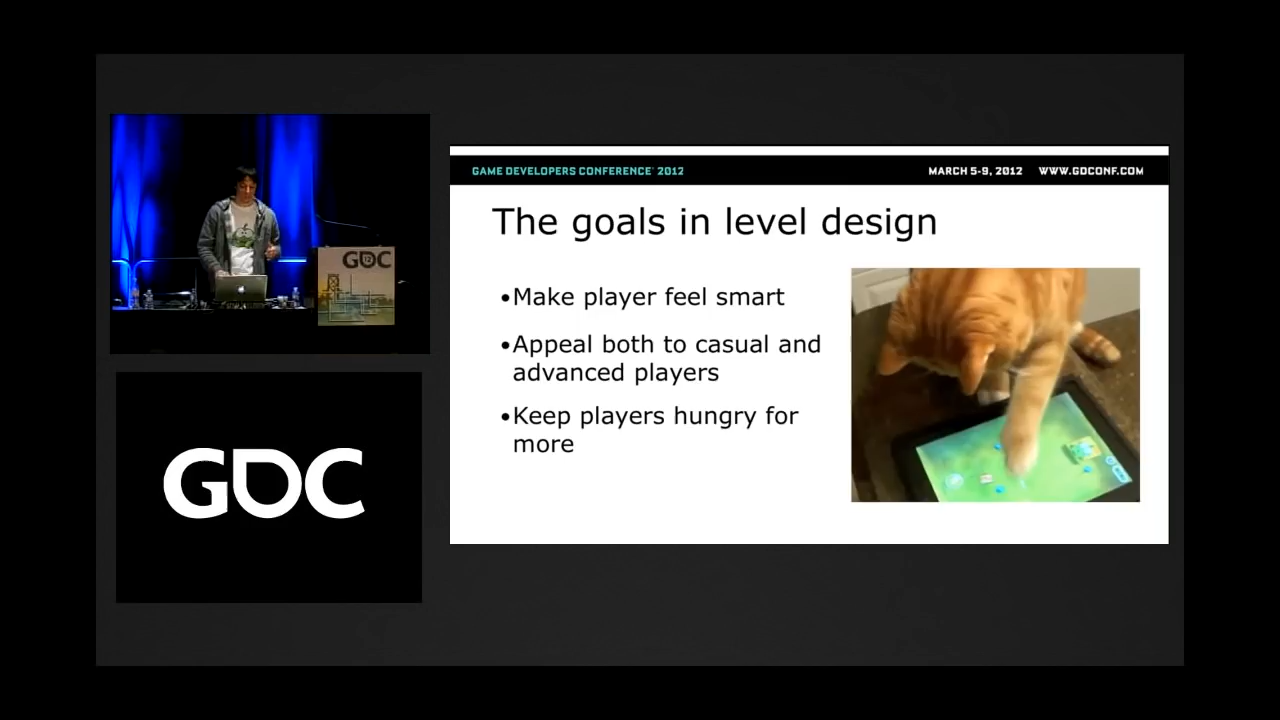 GDC
12
GDC
GAME DEVELOPERS CONFERENCE® 2012
MARCH 5-9, 2012 WWW.GDCONF.COM
The goals in level design
•Make player feel smart
•Appeal both to casual and
advanced players
•Keep players hungry for
more